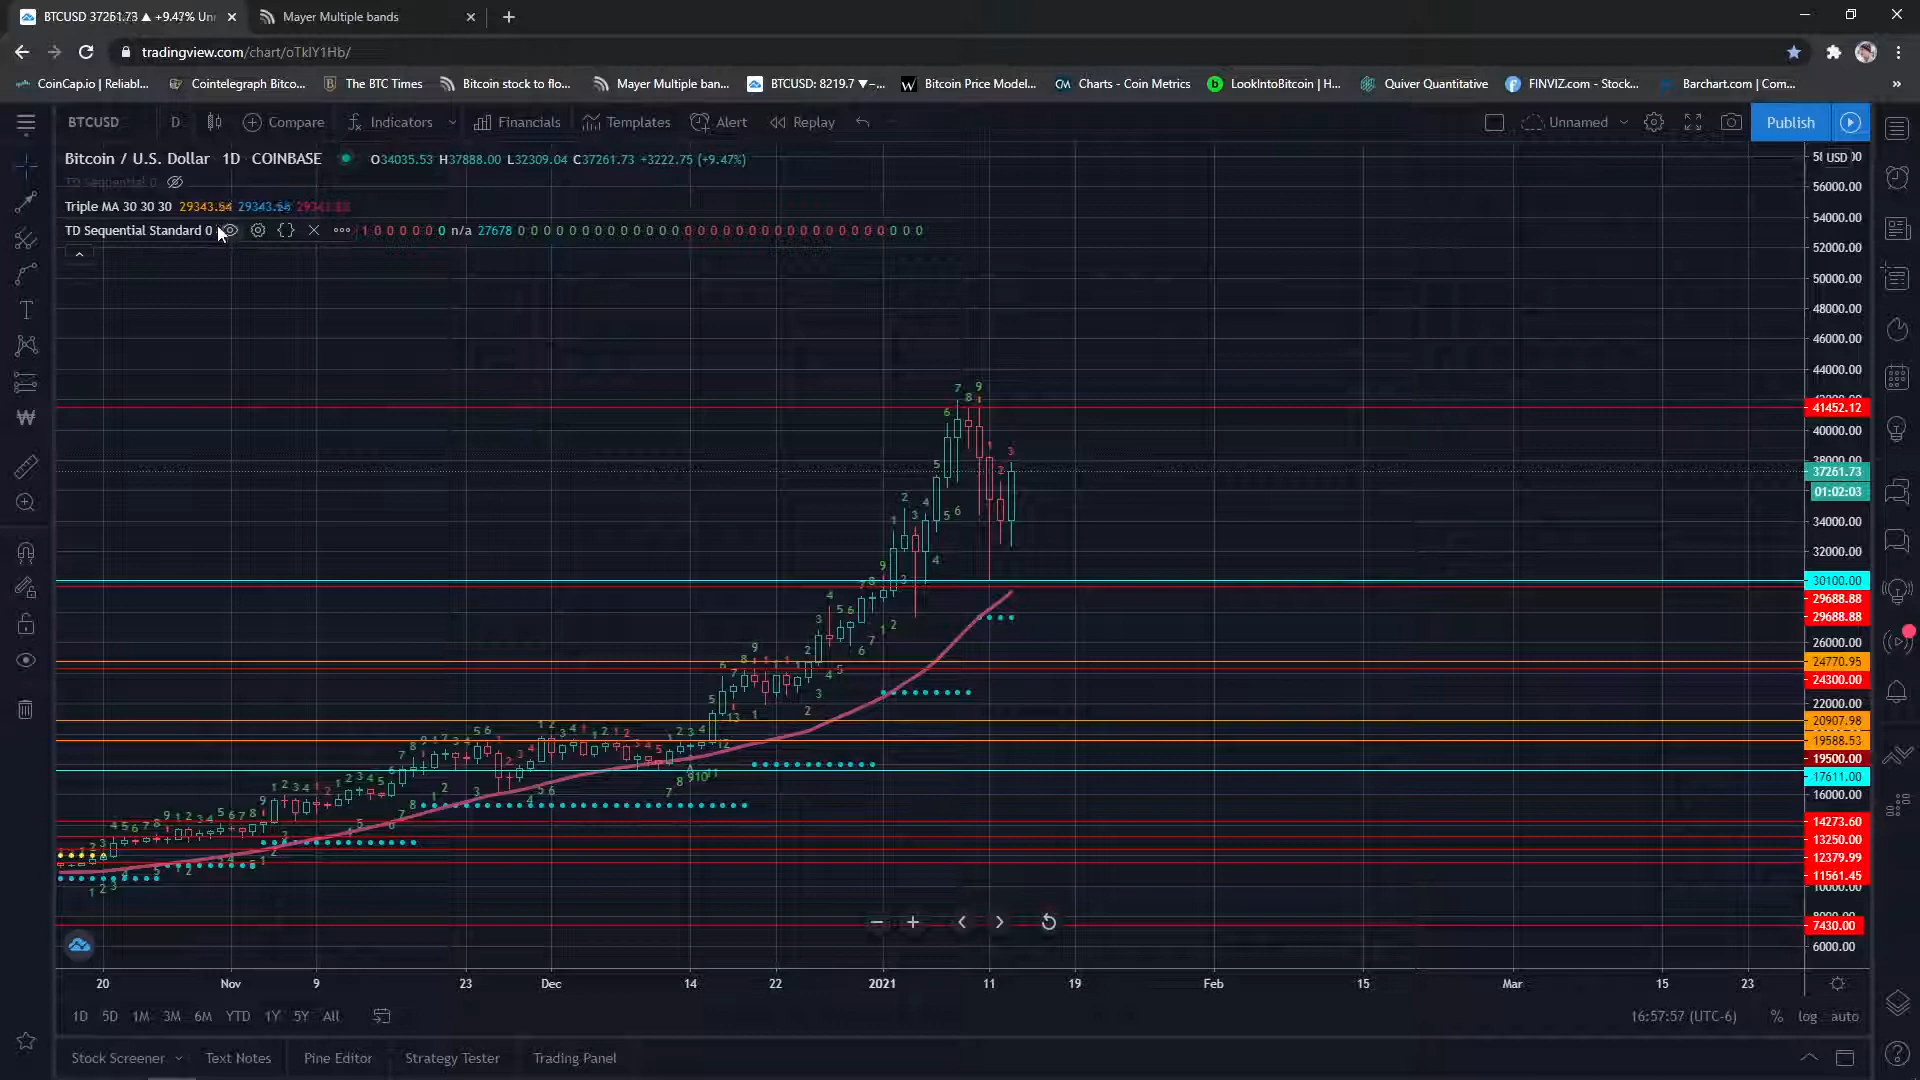 BTCUSD 37261.73 ▲ +9.47% Un
Mayer Multiple bands
tradingview.com/chart/oTklY1Hb/
CoinCap.io | Reliabl...
Cointelegraph Bitco...
The BTC Times
Bitcoin stock to flo...
Mayer Multiple ban...
BTCUSD: 8219.7 ▼−...
Bitcoin Price Model...
Charts - Coin Metrics
LookIntoBitcoin | H...
Quiver Quantitative
FINVIZ.com - Stock...
Barchart.com | Com...
BTCUSD D Compare Indicators Financials Templates Alert Replay Unnamed Publish
Bitcoin / U.S. Dollar 1D COINBASE O34035.53 H37888.00 L32309.04 C37261.73 +3222.75 (+9.47%)
TD Sequential 0
Triple MA 30 30 30 29343.54
TD Sequential Standard 0 1 0 0 0 0 0 0 n/a 27678 0 0 0 0 0 0 0 0 0 0 0 0 0 0 0 0 0 0 0 0 0 0 0 0 0 0 0 0 0 0 0 0 0
USD
56000.00
54000.00
52000.00
50000.00
48000.00
46000.00
44000.00
41452.12
40000.00
38000.00
37261.73
01:02:03
34000.00
32000.00
30100.00
29688.88
29688.88
26000.00
24770.95
24300.00
22000.00
20907.98
19588.53
19500.00
17611.00
16000.00
14273.60
13250.00
12379.99
11561.45
10000.00
7430.00
6000.00
20 Nov 9 23 Dec 14 22 2021 11 19 Feb 15 Mar 15 23
1D 5D 1M 3M 6M YTD 1Y 5Y All
16:57:57 (UTC-6) % log auto
Stock Screener Text Notes Pine Editor Strategy Tester Trading Panel